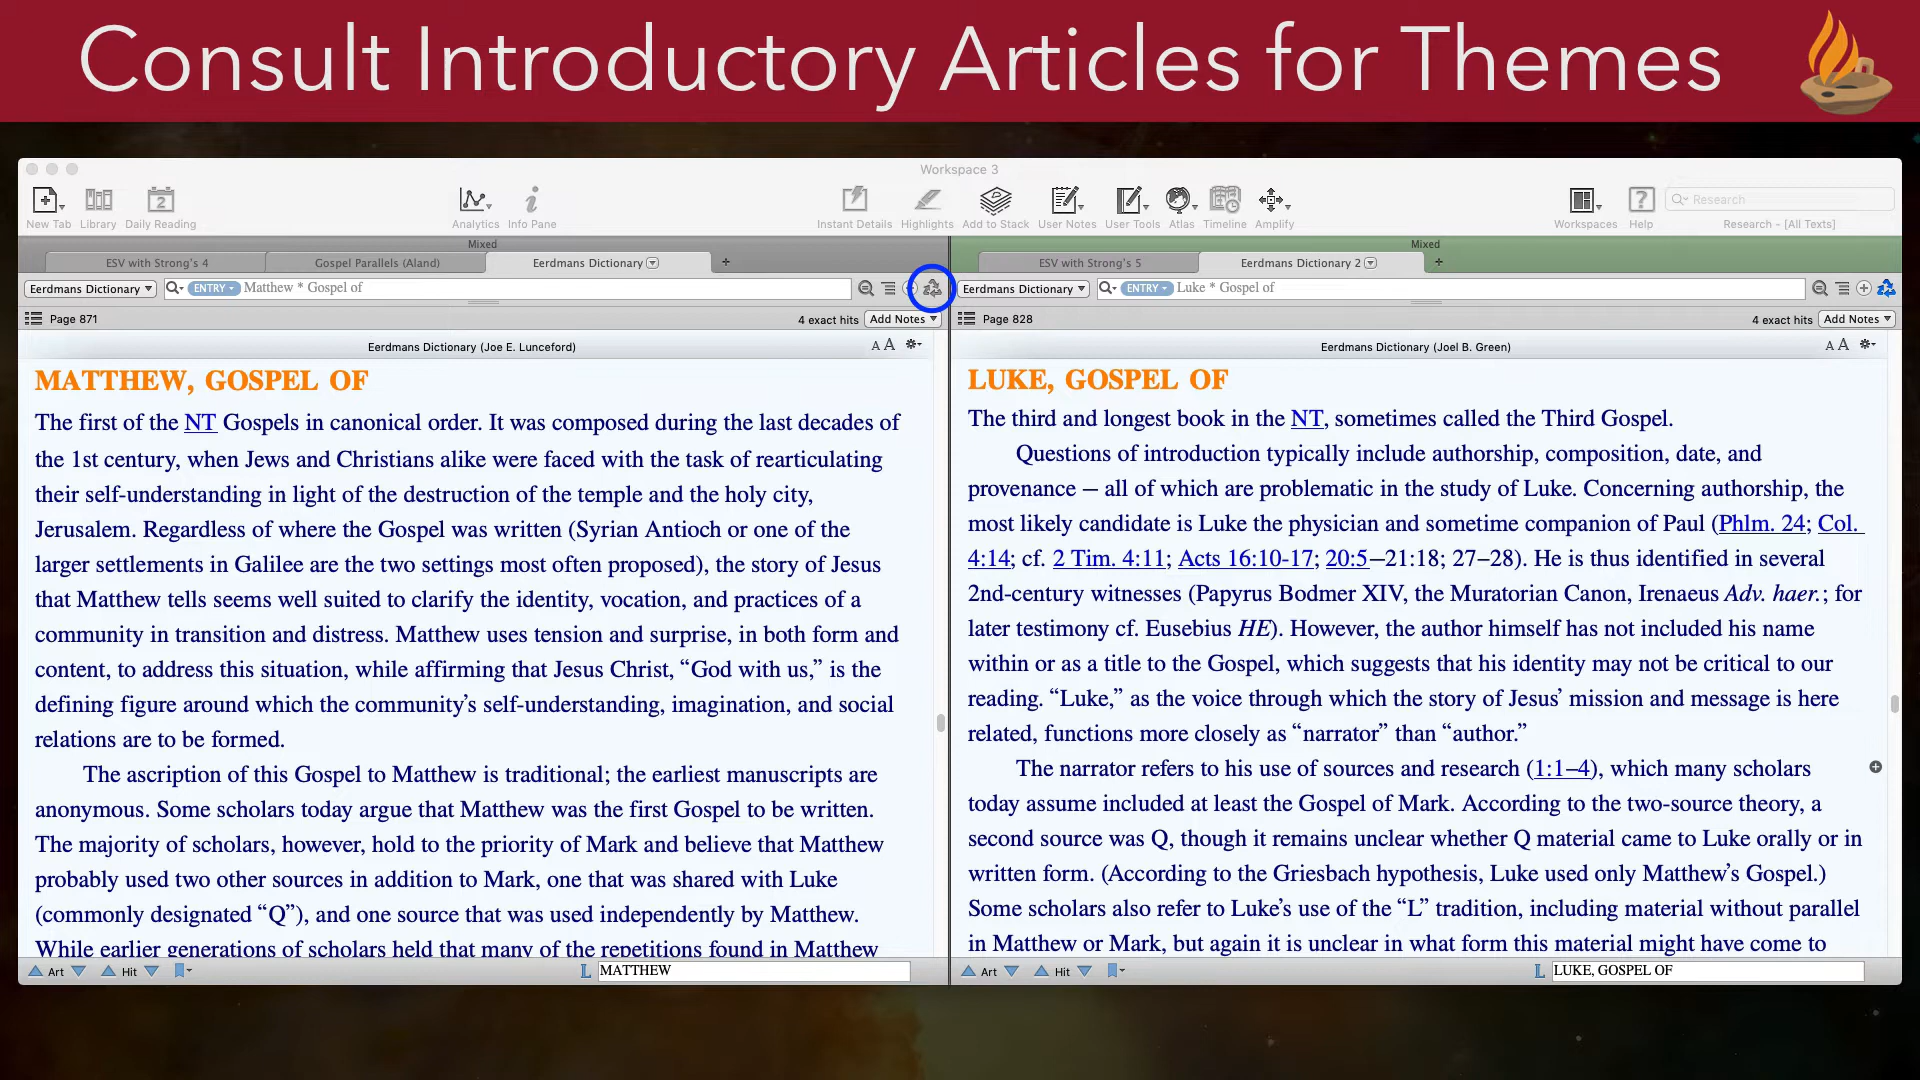 Consult Introductory Articles for Themes
Workspace 3
New Tab
Library
2
Daily Reading
Analytics
Info Pane
Instant Details
Highlights
Add to Stack
User Notes
User Tools
Atlas
Timeline
Amplify
Workspaces
?
Help
Research
Research - [All Texts]
Mixed
ESV with Strong's 4
Gospel Parallels (Aland)
Eerdmans Dictionary
+
Eerdmans Dictionary
ENTRY
Matthew * Gospel of
Page 871
4 exact hits
Add Notes
Eerdmans Dictionary (Joe E. Lunceford)
A A
MATTHEW, GOSPEL OF
The first of the NT Gospels in canonical order. It was composed during the last decades of
the 1st century, when Jews and Christians alike were faced with the task of rearticulating
their self-understanding in light of the destruction of the temple and the holy city,
Jerusalem. Regardless of where the Gospel was written (Syrian Antioch or one of the
larger settlements in Galilee are the two settings most often proposed), the story of Jesus
that Matthew tells seems well suited to clarify the identity, vocation, and practices of a
community in transition and distress. Matthew uses tension and surprise, in both form and
content, to address this situation, while affirming that Jesus Christ, “God with us,” is the
defining figure around which the community’s self-understanding, imagination, and social
relations are to be formed.
The ascription of this Gospel to Matthew is traditional; the earliest manuscripts are
anonymous. Some scholars today argue that Matthew was the first Gospel to be written.
The majority of scholars, however, hold to the priority of Mark and believe that Matthew
probably used two other sources in addition to Mark, one that was shared with Luke
(commonly designated “Q”), and one source that was used independently by Matthew.
While earlier generations of scholars held that many of the repetitions found in Matthew
Art
Hit
L
MATTHEW
Mixed
ESV with Strong's 5
Eerdmans Dictionary 2
+
Eerdmans Dictionary
ENTRY
Luke * Gospel of
Page 828
4 exact hits
Add Notes
Eerdmans Dictionary (Joel B. Green)
A A
LUKE, GOSPEL OF
The third and longest book in the NT, sometimes called the Third Gospel.
Questions of introduction typically include authorship, composition, date, and
provenance — all of which are problematic in the study of Luke. Concerning authorship, the
most likely candidate is Luke the physician and sometime companion of Paul (Phlm. 24; Col.
4:14; cf. 2 Tim. 4:11; Acts 16:10-17; 20:5–21:18; 27–28). He is thus identified in several
2nd-century witnesses (Papyrus Bodmer XIV, the Muratorian Canon, Irenaeus Adv. haer.; for
later testimony cf. Eusebius HE). However, the author himself has not included his name
within or as a title to the Gospel, which suggests that his identity may not be critical to our
reading. “Luke,” as the voice through which the story of Jesus’ mission and message is here
related, functions more closely as “narrator” than “author.”
The narrator refers to his use of sources and research (1:1–4), which many scholars
today assume included at least the Gospel of Mark. According to the two-source theory, a
second source was Q, though it remains unclear whether Q material came to Luke orally or in
written form. (According to the Griesbach hypothesis, Luke used only Matthew’s Gospel.)
Some scholars also refer to Luke’s use of the “L” tradition, including material without parallel
in Matthew or Mark, but again it is unclear in what form this material might have come to
Art
Hit
L
LUKE, GOSPEL OF